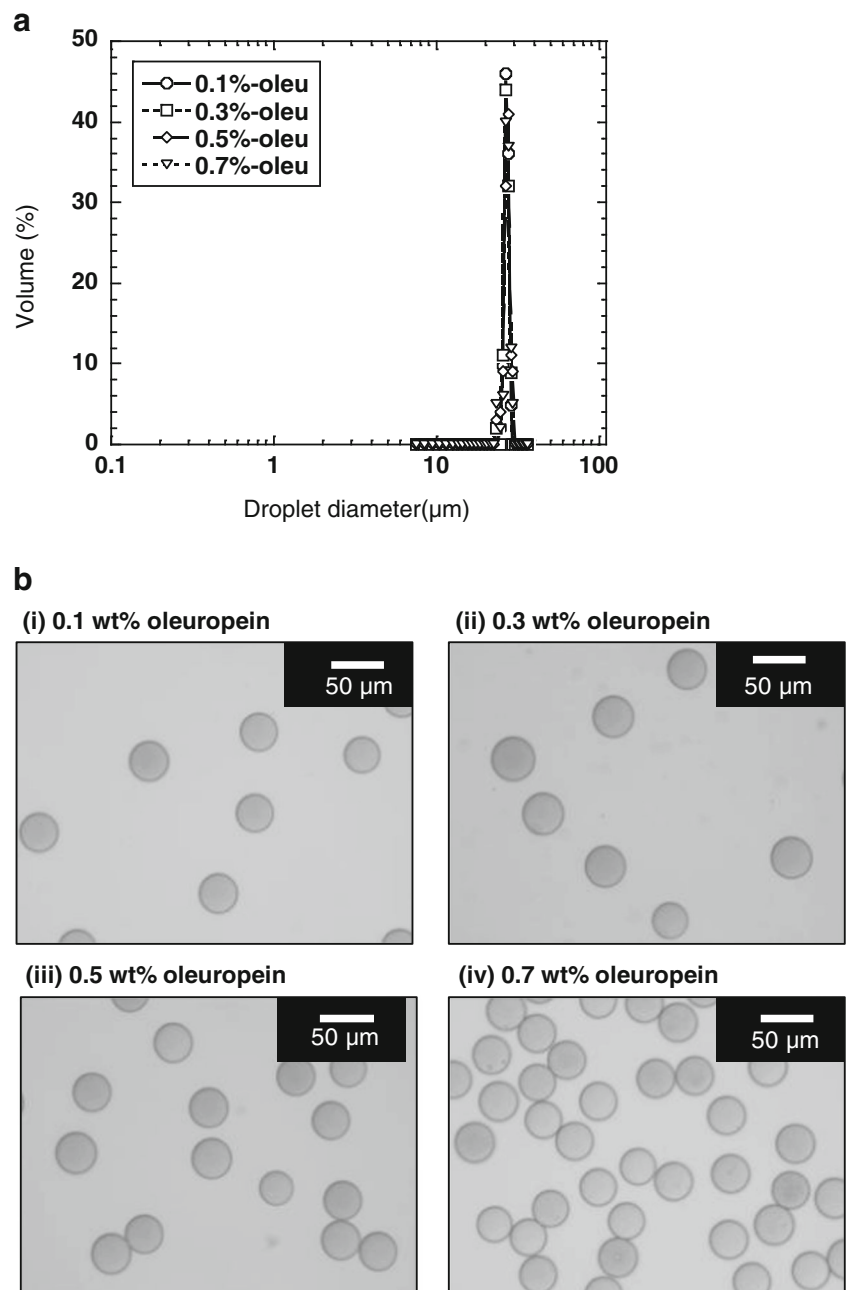 a
50
40
30
20
10
0
Volume (%)
0.1%-oleu
0.3%-oleu
0.5%-oleu
0.7%-oleu
0.1 1 10 100
Droplet diameter(µm)
b
(i) 0.1 wt% oleuropein
50 µm
(ii) 0.3 wt% oleuropein
50 µm
(iii) 0.5 wt% oleuropein
50 µm
(iv) 0.7 wt% oleuropein
50 µm